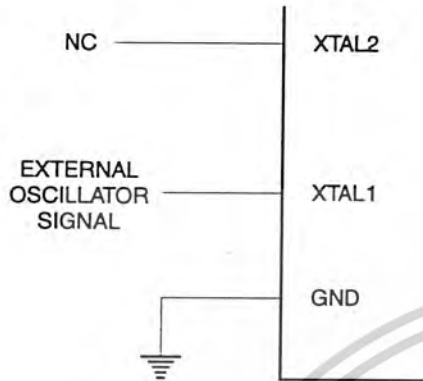 NC
XTAL2
EXTERNAL
OSCILLATOR
SIGNAL
XTAL1
GND